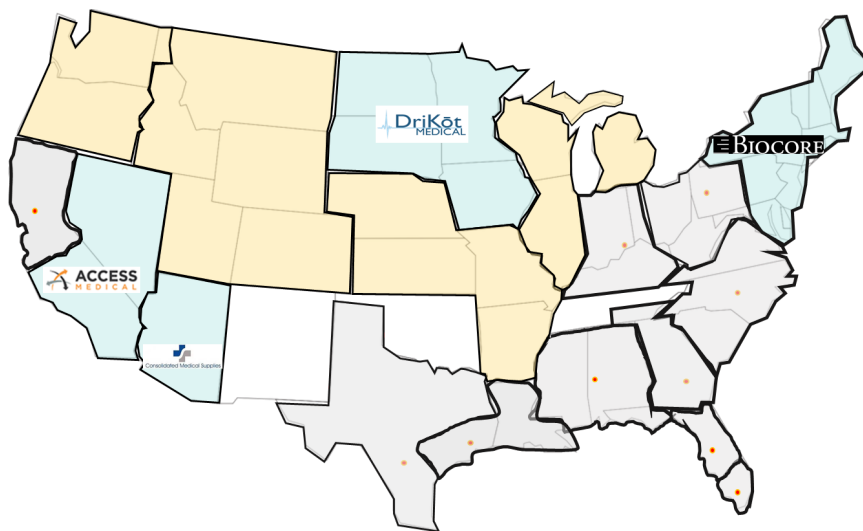 DriKōt
MEDICAL
BIOCORE
ACCESS
MEDICAL
Consolidated Medical Supplies